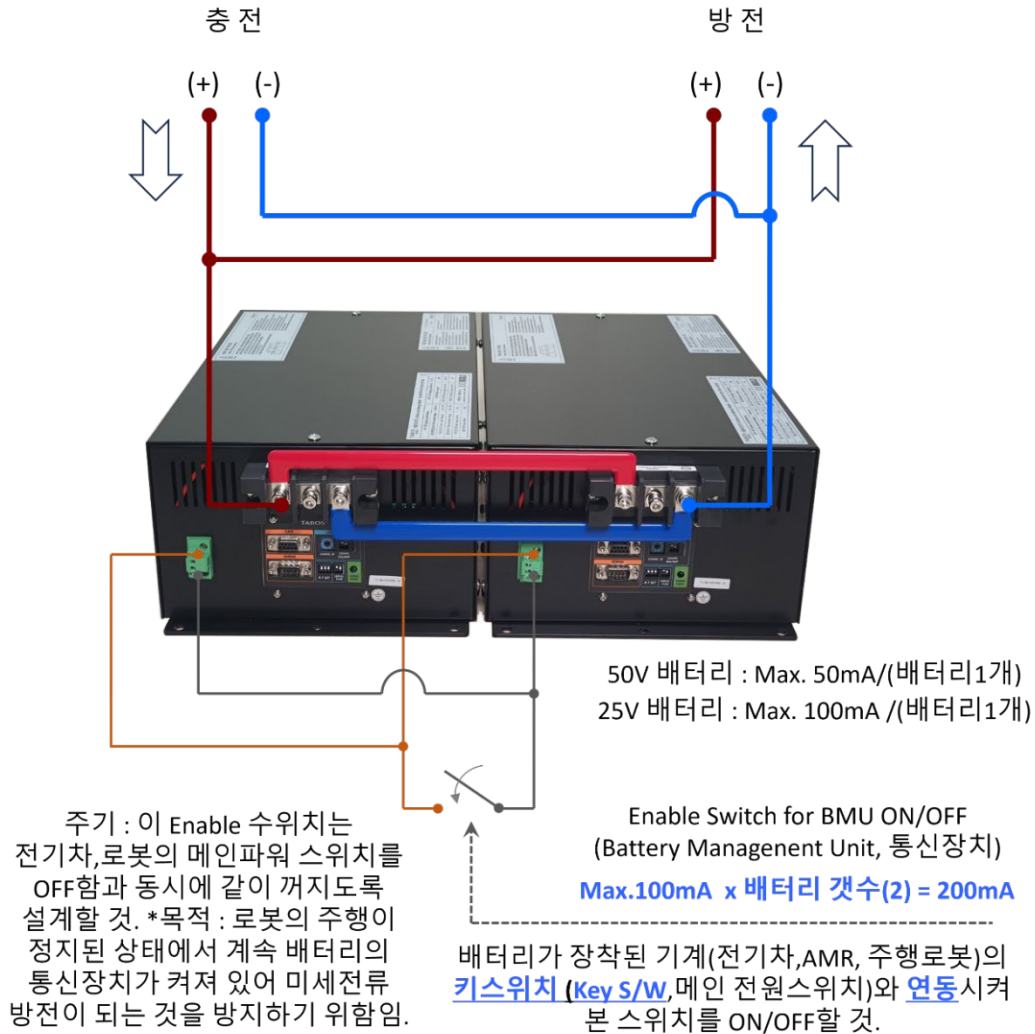 충 전
방 전
(+)
(-)
(+)
(-)
TABOS
50V 배터리 : Max. 50mA/(배터리1개)
25V 배터리 : Max. 100mA /(배터리1개)
주기 : 이 Enable 수위치는
전기차,로봇의 메인파워 스위치를
OFF함과 동시에 같이 꺼지도록
설계할 것. *목적 : 로봇의 주행이
정지된 상태에서 계속 배터리의
통신장치가 켜져 있어 미세전류
방전이 되는 것을 방지하기 위함임.
Enable Switch for BMU ON/OFF
(Battery Managenent Unit, 통신장치)
Max.100mA x 배터리 갯수(2) = 200mA
배터리가 장착된 기계(전기차,AMR, 주행로봇)의
키스위치 (Key S/W,메인 전원스위치)와 연동시켜
본 스위치를 ON/OFF할 것.